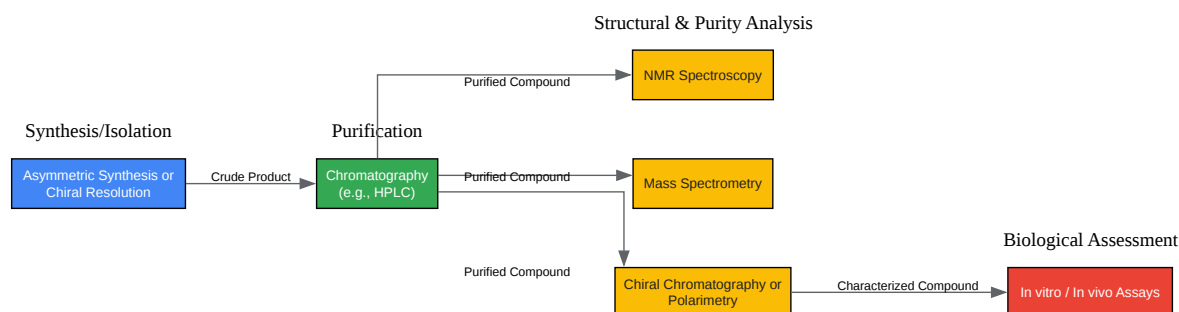 Structural & Purity Analysis
Purified Compound
NMR Spectroscopy
Synthesis/Isolation
Purification
Asymmetric Synthesis or
Chiral Resolution
Crude Product
Chromatography
(e.g., HPLC)
Purified Compound
Mass Spectrometry
Biological Assessment
Purified Compound
Chiral Chromatography or
Polarimetry
Characterized Compound
In vitro / In vivo Assays